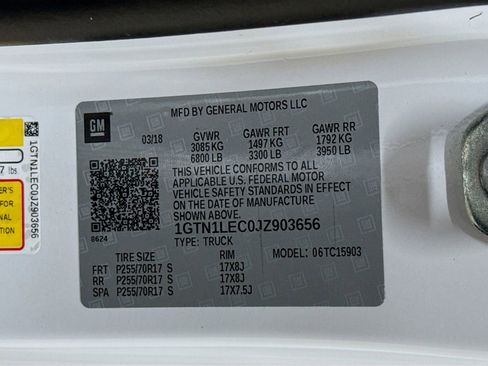 MFD BY GENERAL MOTORS LLC
GM
03/18 GVWR GAWR FRT GAWR RR
3085 KG 1497 KG 1792 KG
6800 LB 3300 LB 3950 LB
THIS VEHICLE CONFORMS TO ALL
APPLICABLE U.S. FEDERAL MOTOR
VEHICLE SAFETY STANDARDS IN EFFECT
ON THE DATE OF MANUFACTURE
SHOWN ABOVE.
8624
1GTN1LEC0JZ903656
TYPE: TRUCK MODEL: 06TC15903
TIRE SIZE RIM
FRT P255/70R17 S 17X8J
RR P255/70R17 S 17X8J
SPA P255/70R17 S 17X7.5J
1GTN1LEC0JZ903656
7 lbs